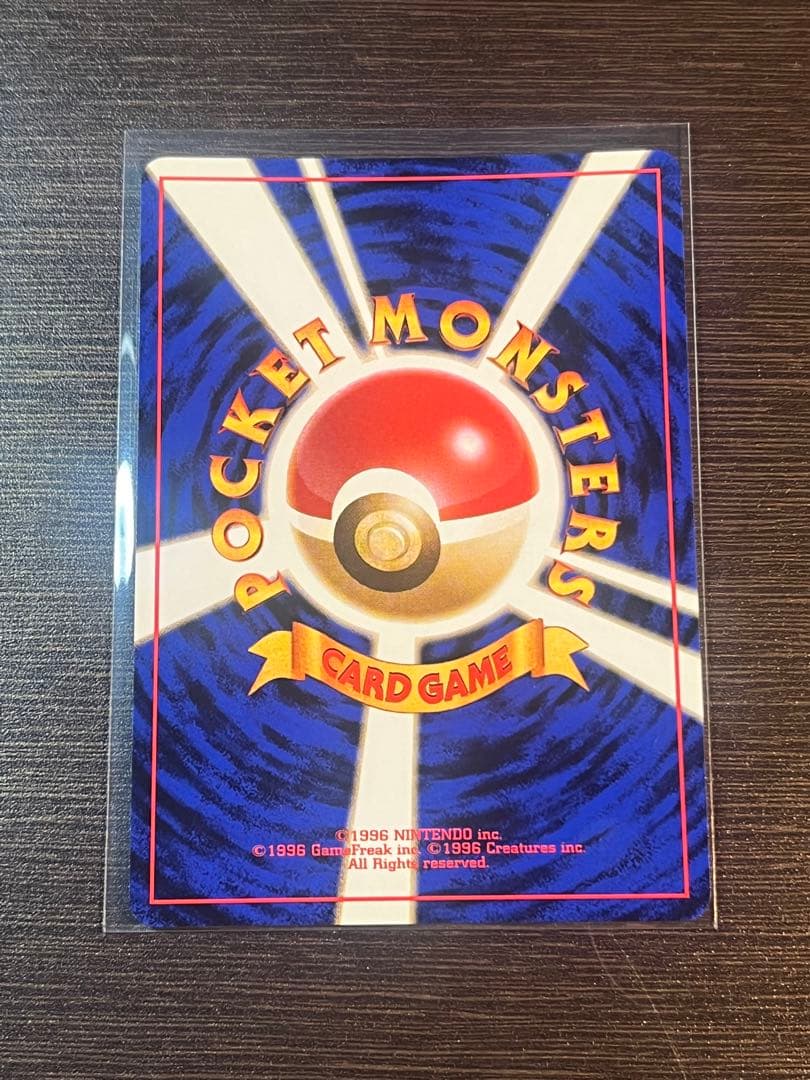 POCKET MONSTERS
CARD GAME
©1996 NINTENDO inc.
©1996 GameFreak inc. ©1996 Creatures inc.
All Rights reserved.